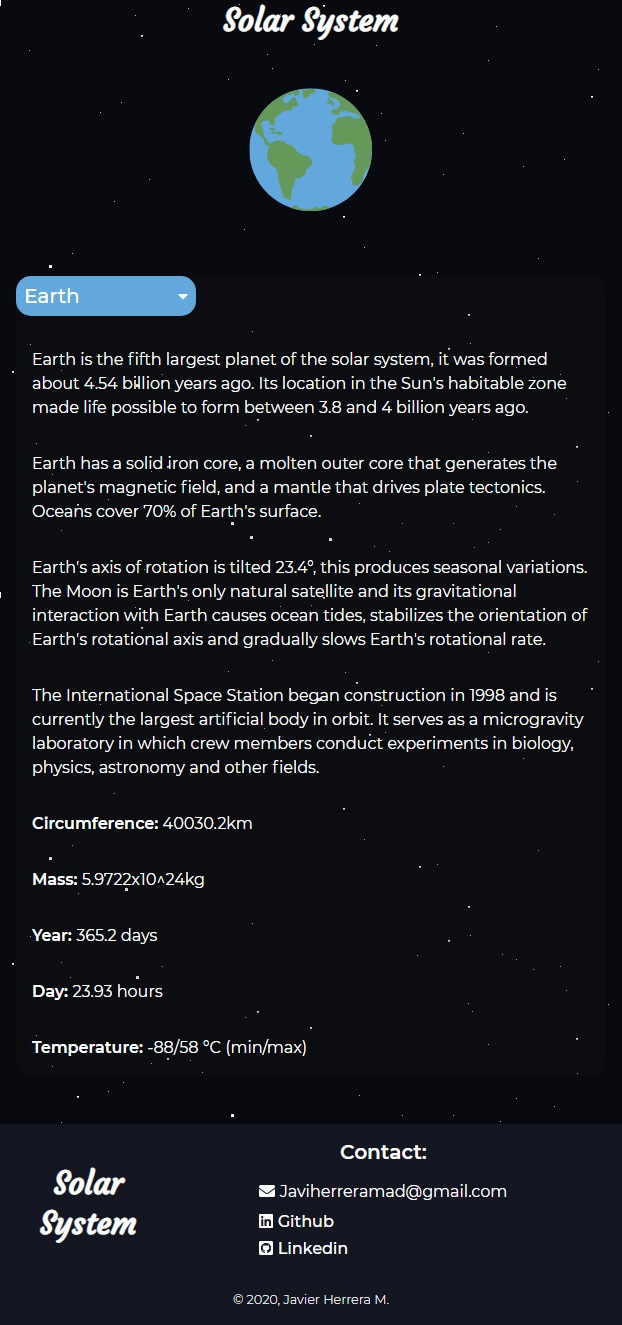 Solar System
Earth
Earth is the fifth largest planet of the solar system, it was formed
about 4.54 billion years ago. Its location in the Sun's habitable zone
made life possible to form between 3.8 and 4 billion years ago.
Earth has a solid iron core, a molten outer core that generates the
planet's magnetic field, and a mantle that drives plate tectonics.
Oceans cover 70% of Earth's surface.
Earth's axis of rotation is tilted 23.4º, this produces seasonal variations.
The Moon is Earth's only natural satellite and its gravitational
interaction with Earth causes ocean tides, stabilizes the orientation of
Earth's rotational axis and gradually slows Earth's rotational rate.
The International Space Station began construction in 1998 and is
currently the largest artificial body in orbit. It serves as a microgravity
laboratory in which crew members conduct experiments in biology,
physics, astronomy and other fields.
Circumference: 40030.2km
Mass: 5.9722x10^24kg
Year: 365.2 days
Day: 23.93 hours
Temperature: -88/58 ºC (min/max)
Solar
System
Contact:
Javiherreramad@gmail.com
Github
Linkedin
© 2020, Javier Herrera M.